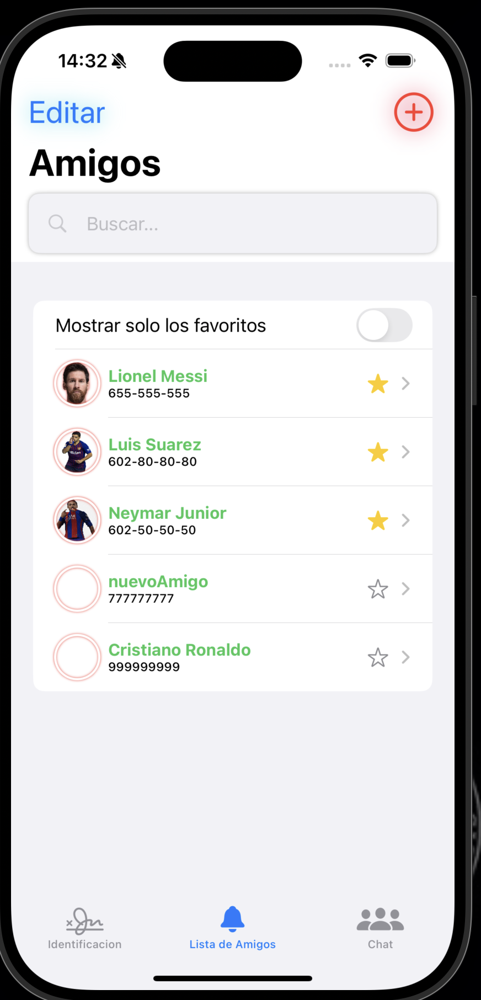 14:32
Editar
Amigos
Buscar...
Mostrar solo los favoritos
Lionel Messi
655-555-555
Luis Suarez
602-80-80-80
Neymar Junior
602-50-50-50
nuevoAmigo
777777777
Cristiano Ronaldo
999999999
Identificacion
Lista de Amigos
Chat